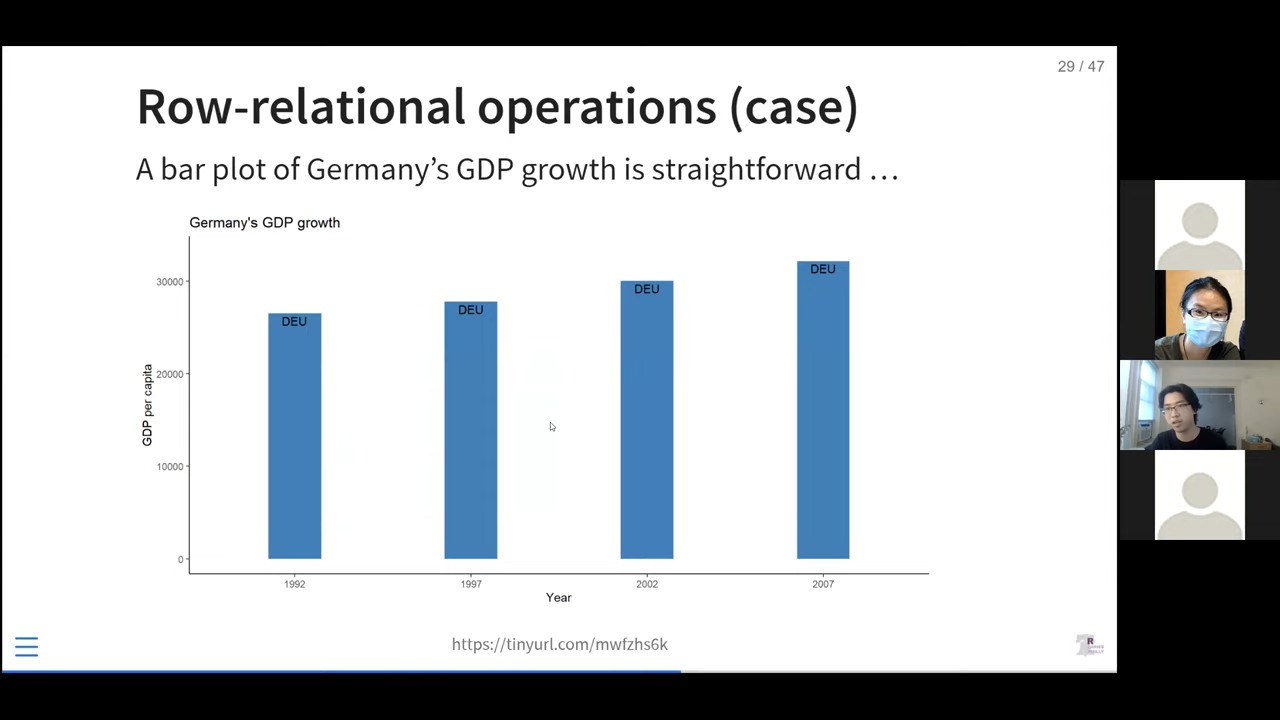 29 / 47
Row-relational operations (case)
A bar plot of Germany’s GDP growth is straightforward …
Germany's GDP growth
GDP per capita
30000
20000
10000
0
DEU
DEU
DEU
DEU
1992
1997
2002
2007
Year
https://tinyurl.com/mwfzhs6k
R